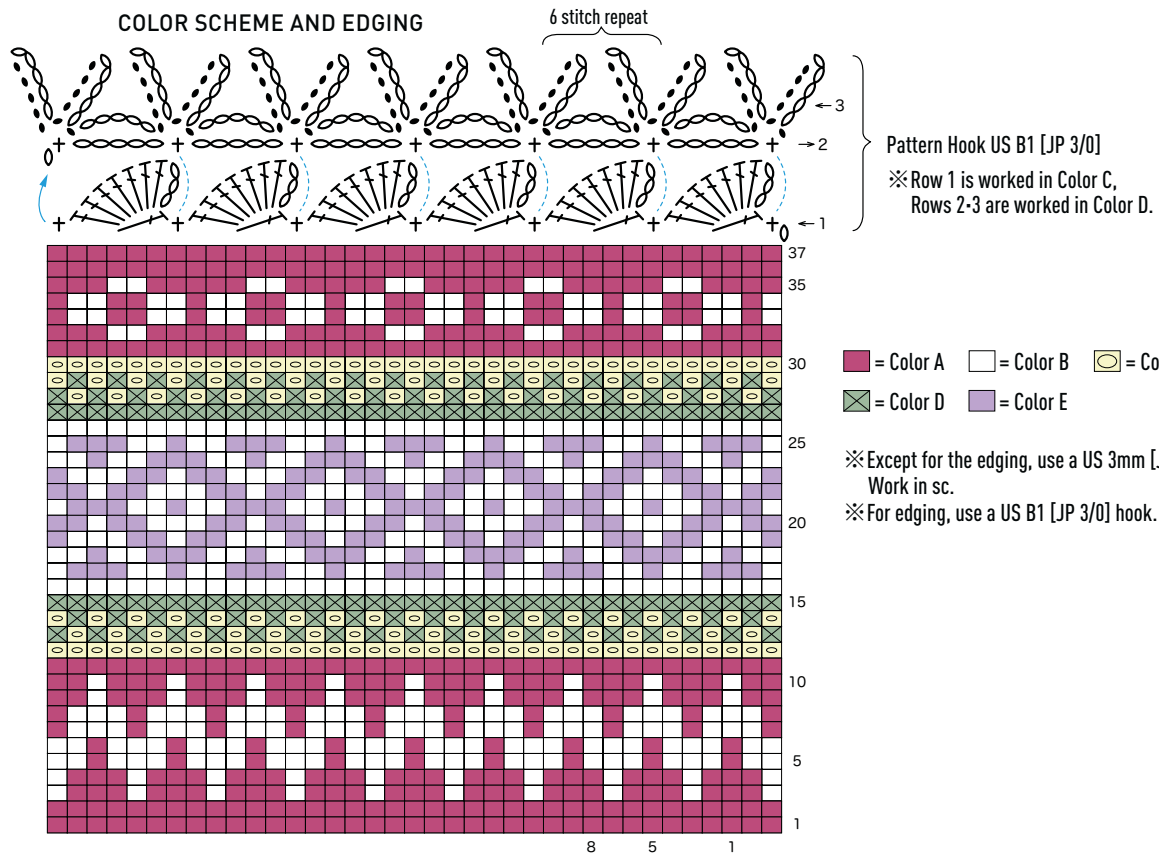 COLOR SCHEME AND EDGING
6 stitch repeat
←3
→2
←1
Pattern Hook US B1 [JP 3/0]
※Row 1 is worked in Color C,
Rows 2•3 are worked in Color D.
37
35
30
25
20
15
10
5
1
8 5 1
= Color A = Color B = Co
= Color D = Color E
※Except for the edging, use a US 3mm [.
Work in sc.
※For edging, use a US B1 [JP 3/0] hook.